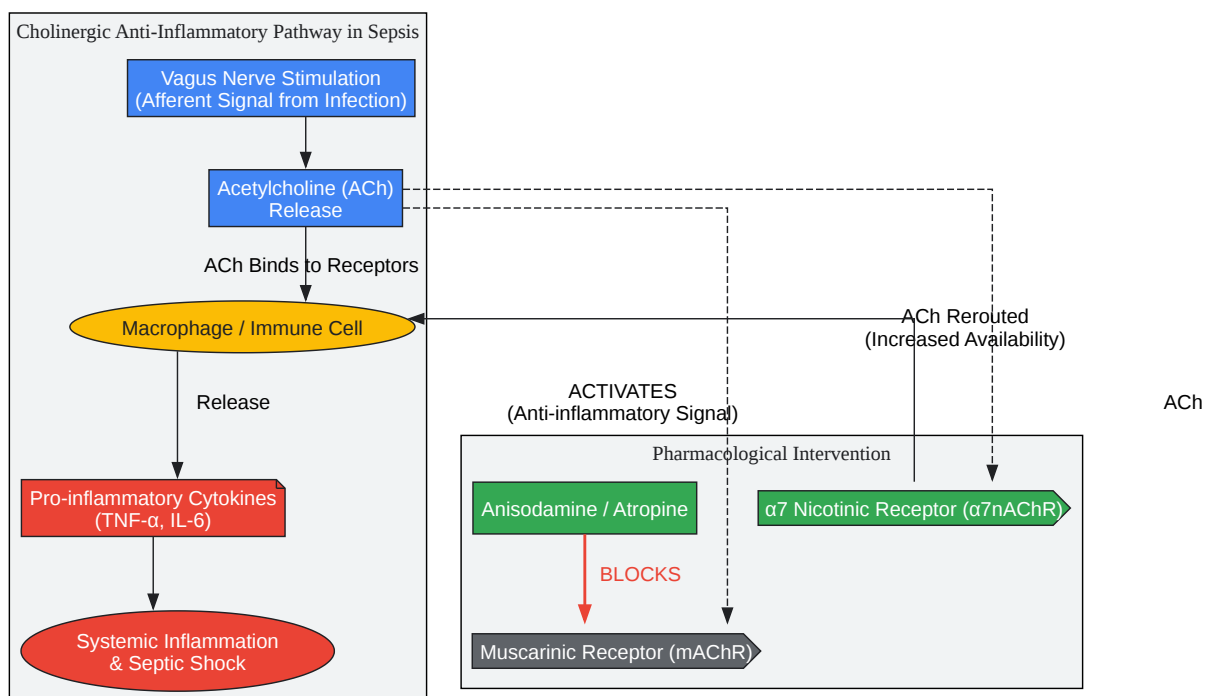 Cholinergic Anti-Inflammatory Pathway in Sepsis
Vagus Nerve Stimulation
(Afferent Signal from Infection)
Acetylcholine (ACh)
Release
ACh Binds to Receptors
Macrophage / Immune Cell
ACh Rerouted
(Increased Availability)
Release
ACTIVATES
(Anti-inflammatory Signal)
ACh
Pharmacological Intervention
Pro-inflammatory Cytokines
(TNF-α, IL-6)
Anisodamine / Atropine
α7 Nicotinic Receptor (α7nAChR)
BLOCKS
Systemic Inflammation
& Septic Shock
Muscarinic Receptor (mAChR)